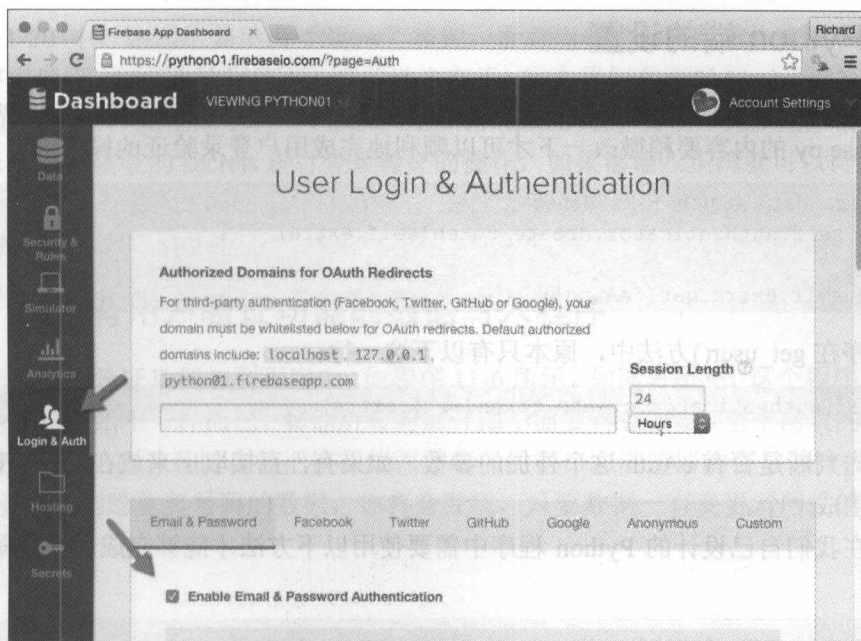 Firebase App Dashboard
Richard
https://python01.firebaseio.com/?page=Auth
Dashboard
VIEWING PYTHON01
Account Settings
Data
Security & Rules
Simulator
Analytics
Login & Auth
Hosting
Secrets
User Login & Authentication
Authorized Domains for OAuth Redirects
For third-party authentication (Facebook, Twitter, GitHub or Google), your
domain must be whitelisted below for OAuth redirects. Default authorized
domains include: localhost, 127.0.0.1,
python01.firebaseapp.com
Session Length
24
Hours
Email & Password Facebook Twitter GitHub Google Anonymous Custom
Enable Email & Password Authentication